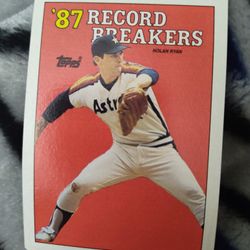 '87 RECORD
BREAKERS
NOLAN RYAN
Topps
Astros